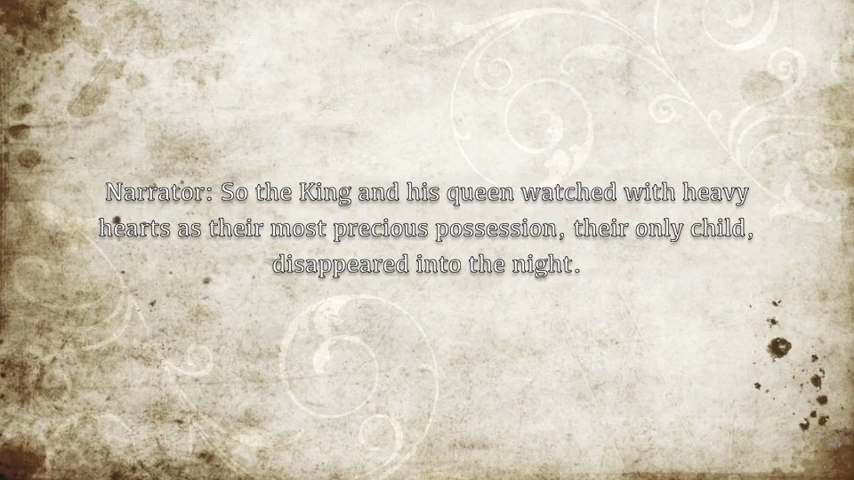 Narrator: So the King and his queen watched with heavy
hearts as their most precious possession, their only child,
disappeared into the night.